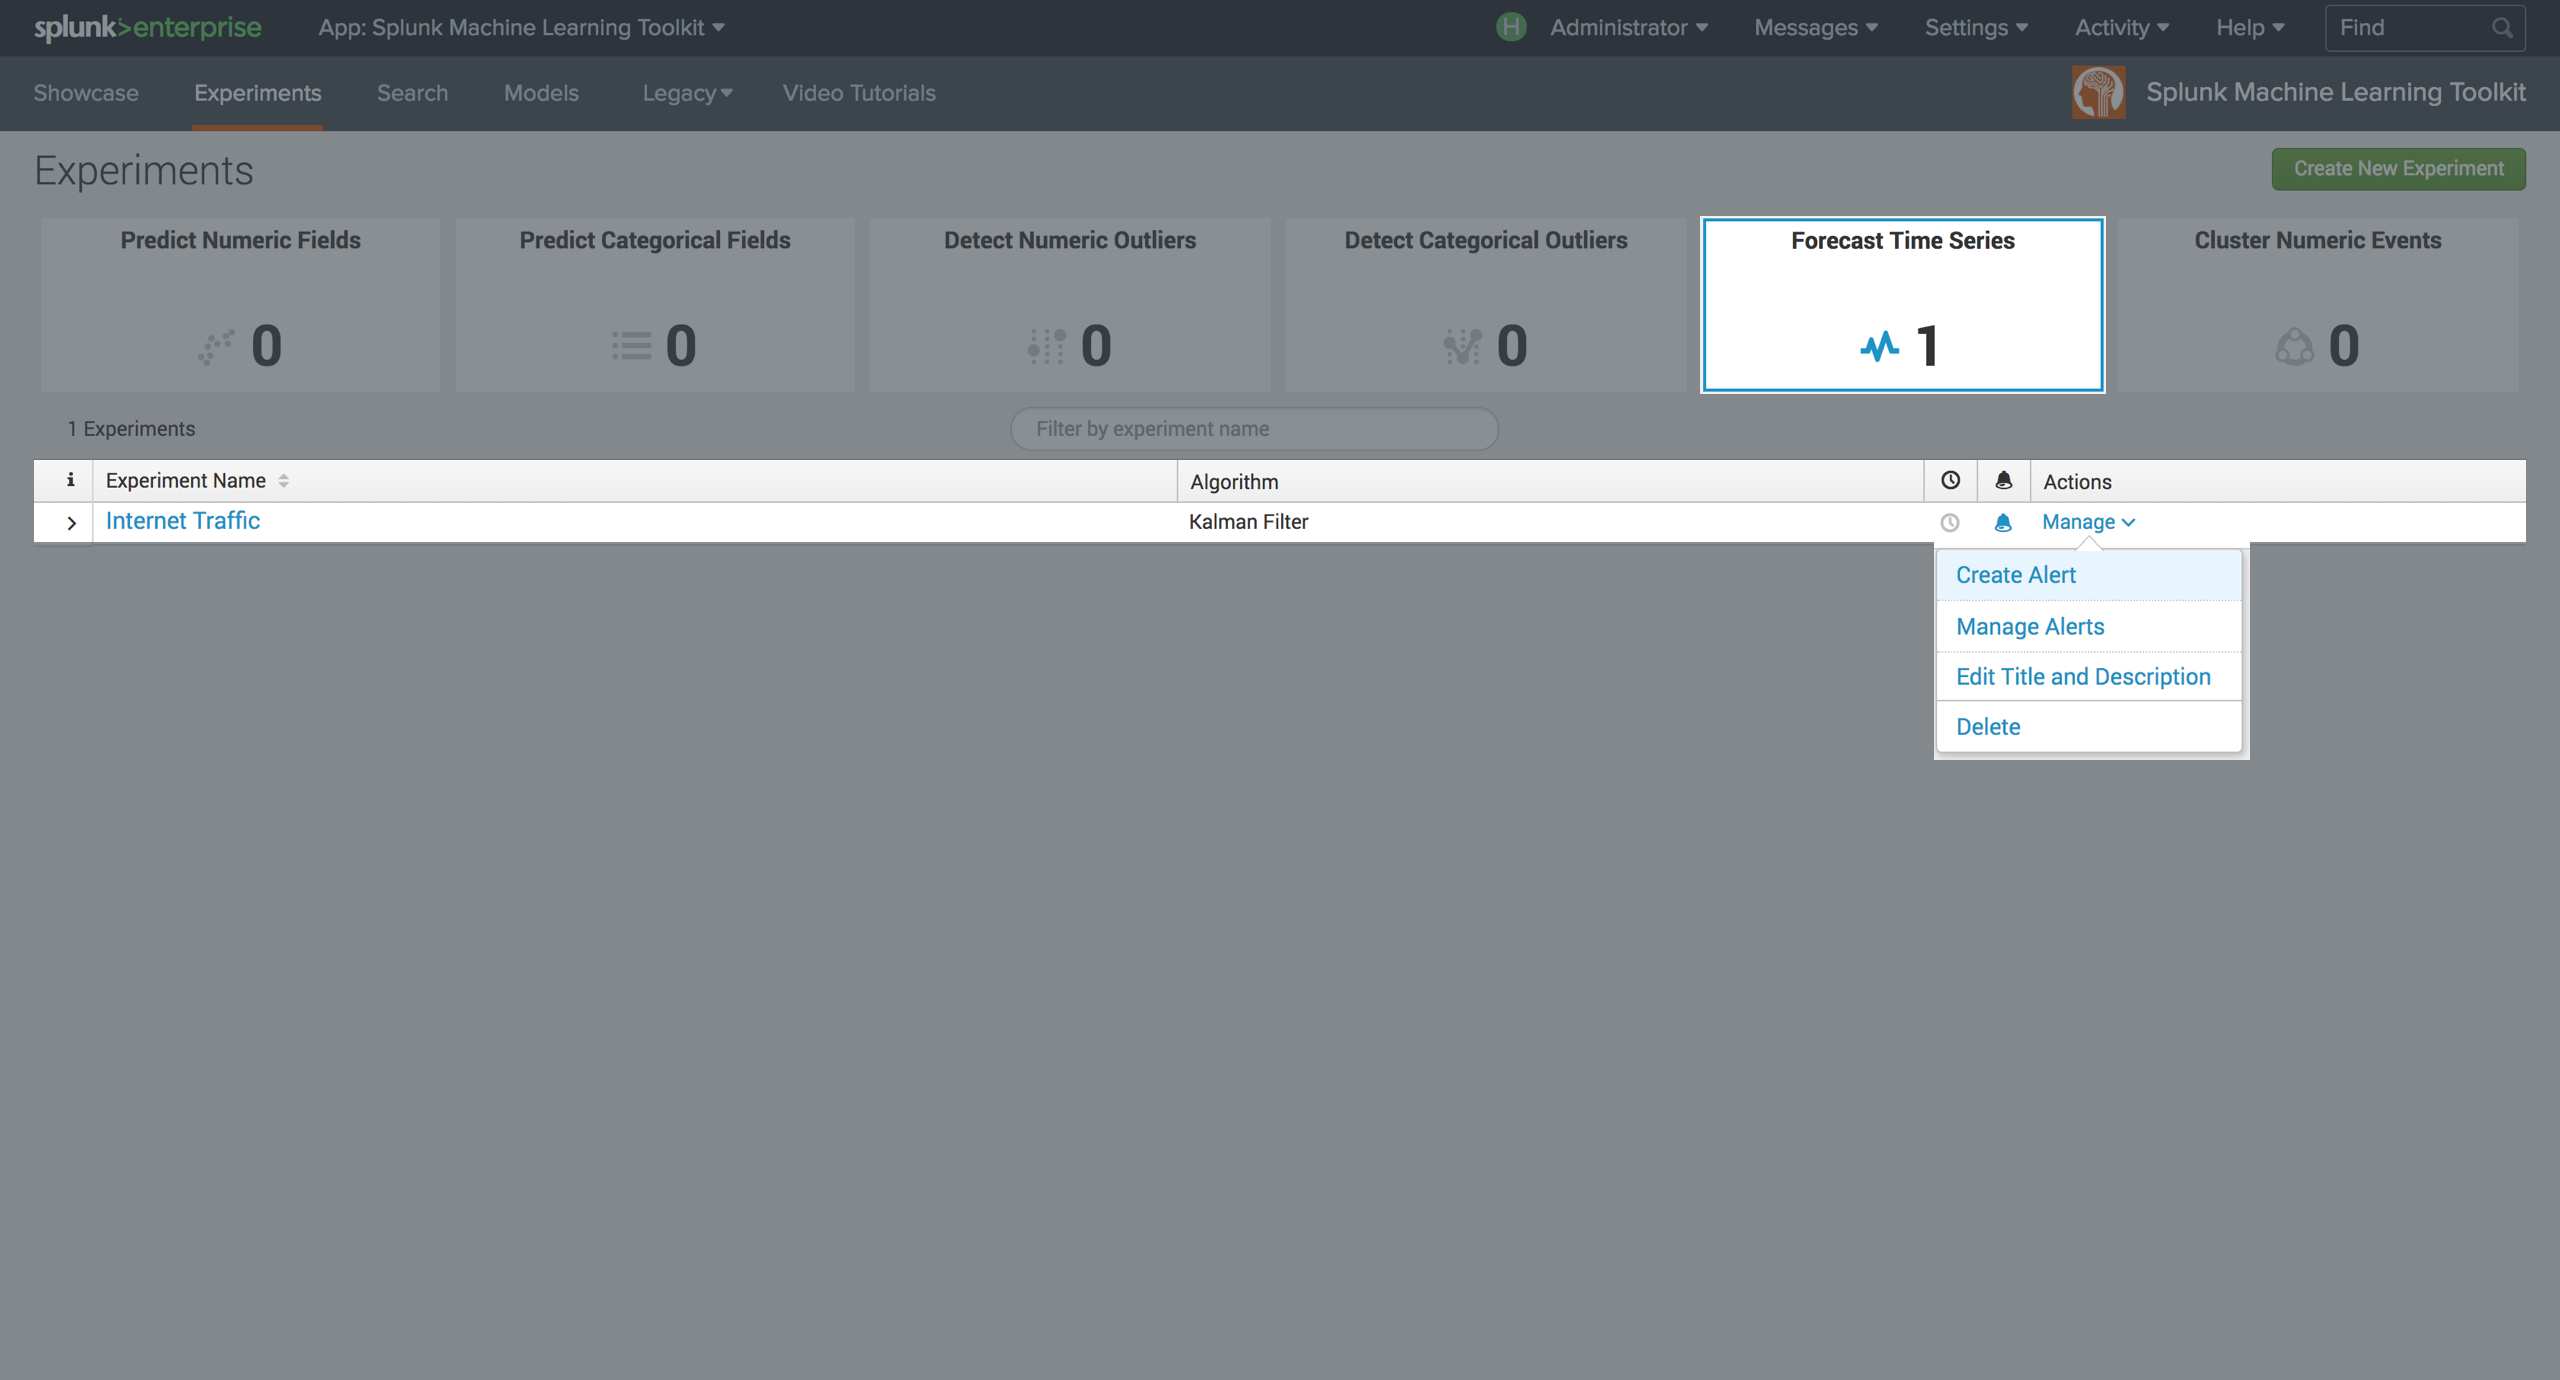 splunk>enterprise App: Splunk Machine Learning Toolkit H Administrator Messages Settings Activity Help Find
Showcase Experiments Search Models Legacy Video Tutorials Splunk Machine Learning Toolkit
Experiments Create New Experiment
Predict Numeric Fields Predict Categorical Fields Detect Numeric Outliers Detect Categorical Outliers Forecast Time Series Cluster Numeric Events
0 0 0 0 1 0
1 Experiments Filter by experiment name
i Experiment Name Algorithm Actions
> Internet Traffic Kalman Filter Manage
Create Alert
Manage Alerts
Edit Title and Description
Delete